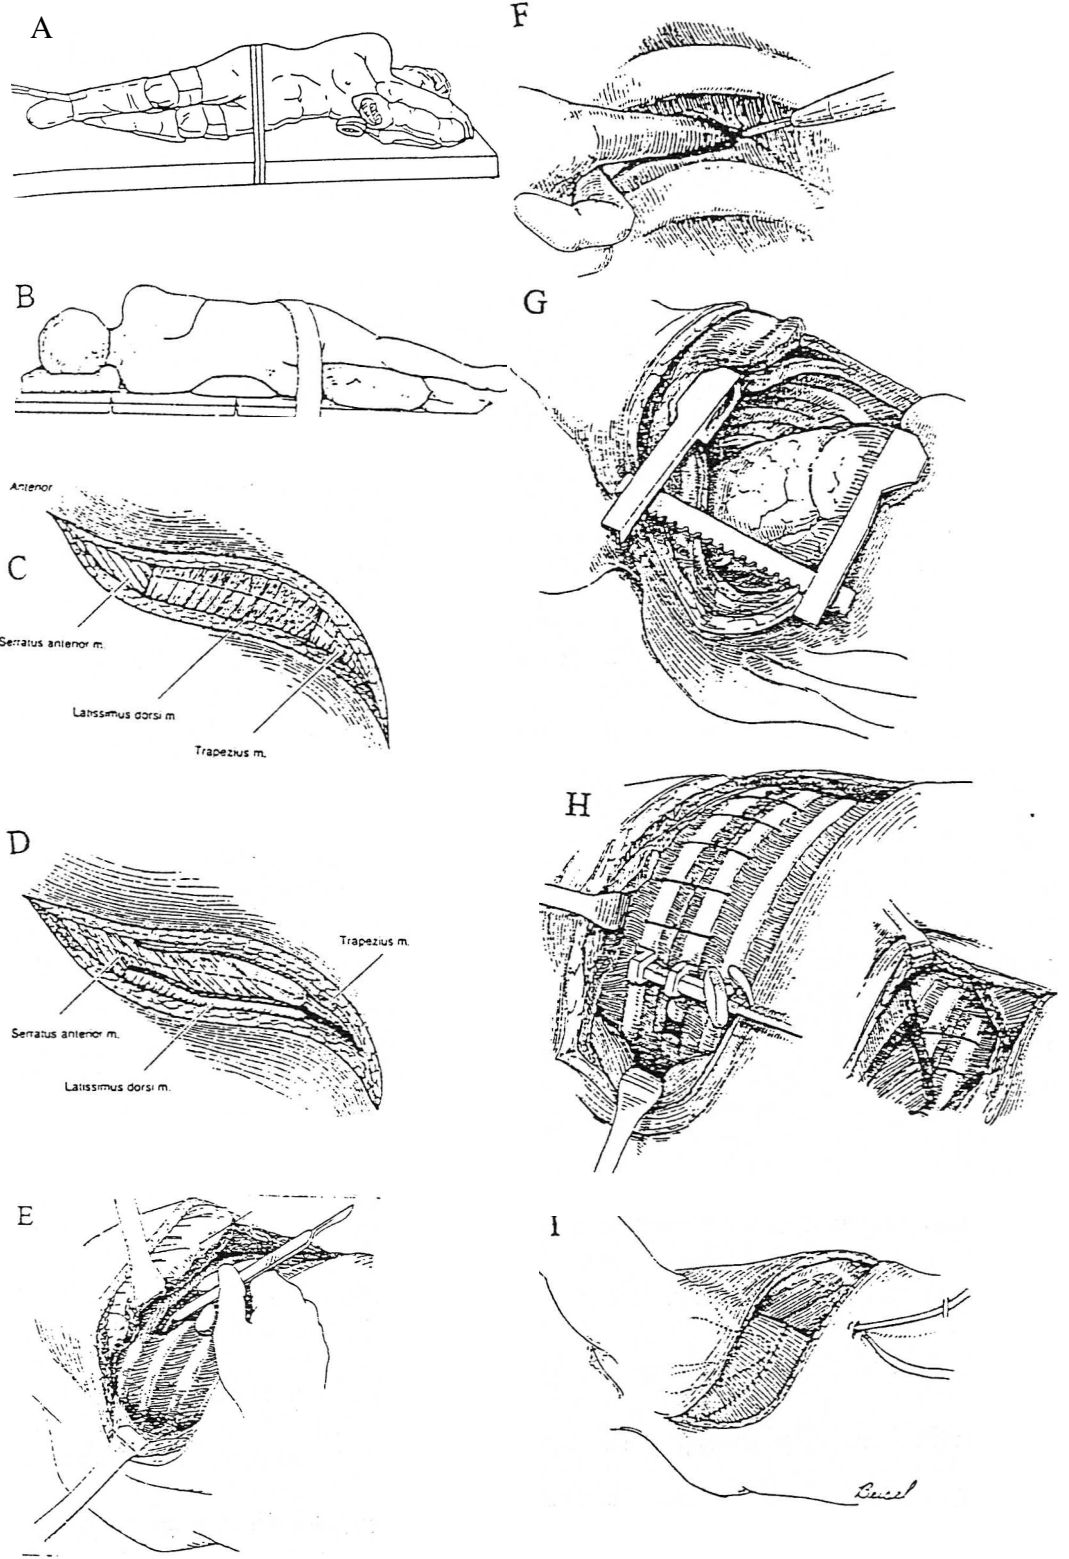 A
B
Anterior
C
Serratus anterior m.
Latissimus dorsi m.
Trapezius m.
D
Trapezius m.
Serratus anterior m.
Latissimus dorsi m.
E
F
G
H
I